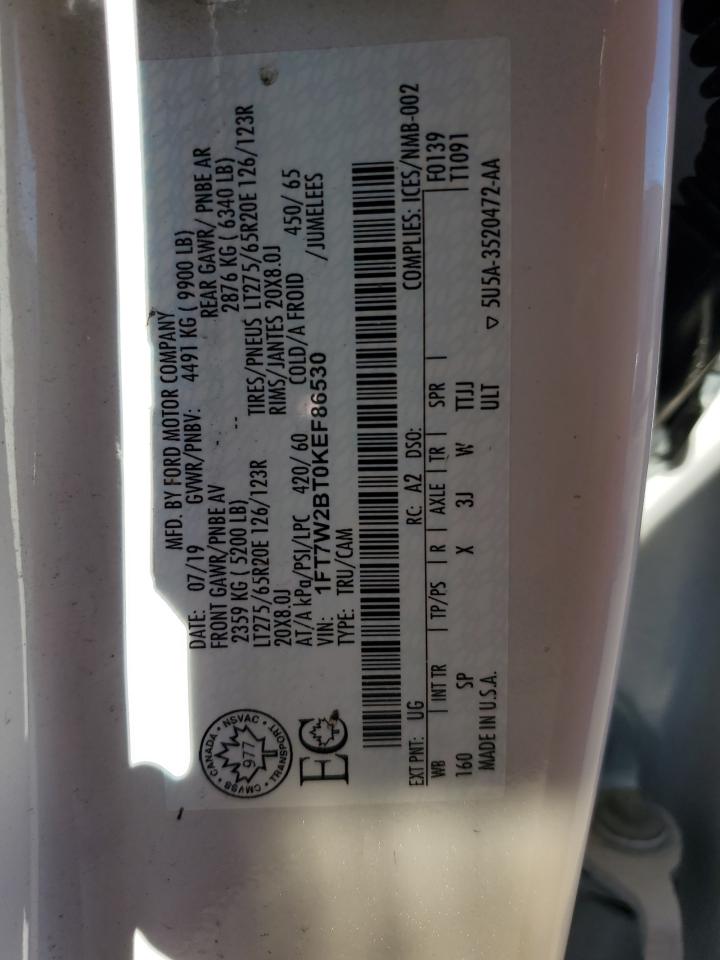 MFD. BY FORD MOTOR COMPANY
DATE: 07/19 GVWR/PNBV: 4491 KG ( 9900 LB)
FRONT GAWR/PNBE AV REAR GAWR/ PNBE AR
2359 KG ( 5200 LB) 2876 KG ( 6340 LB)
LT275/65R20E 126/123R TIRES/PNEUS LT275/65R20E 126/123R
20X8.0J RIMS/JANTES 20X8.0J
AT/A kPa/PSI/LPC 420/ 60 COLD/A FROID 450/ 65
VIN: 1FT7W2BT0KEF86530 /JUMELEES
TYPE: TRU/CAM
CANADA · NSVAC · TRANSPORT · CMVSS
977
EC
COMPLIES: ICES/NMB-002
EXT PNT: UG RC: A2 DSO: F0139
WB INT TR TP/PS R AXLE TR SPR T1091
160 SP X 3J W TTJJ
MADE IN U.S.A. ULT ▽ 5U5A-3520472-AA